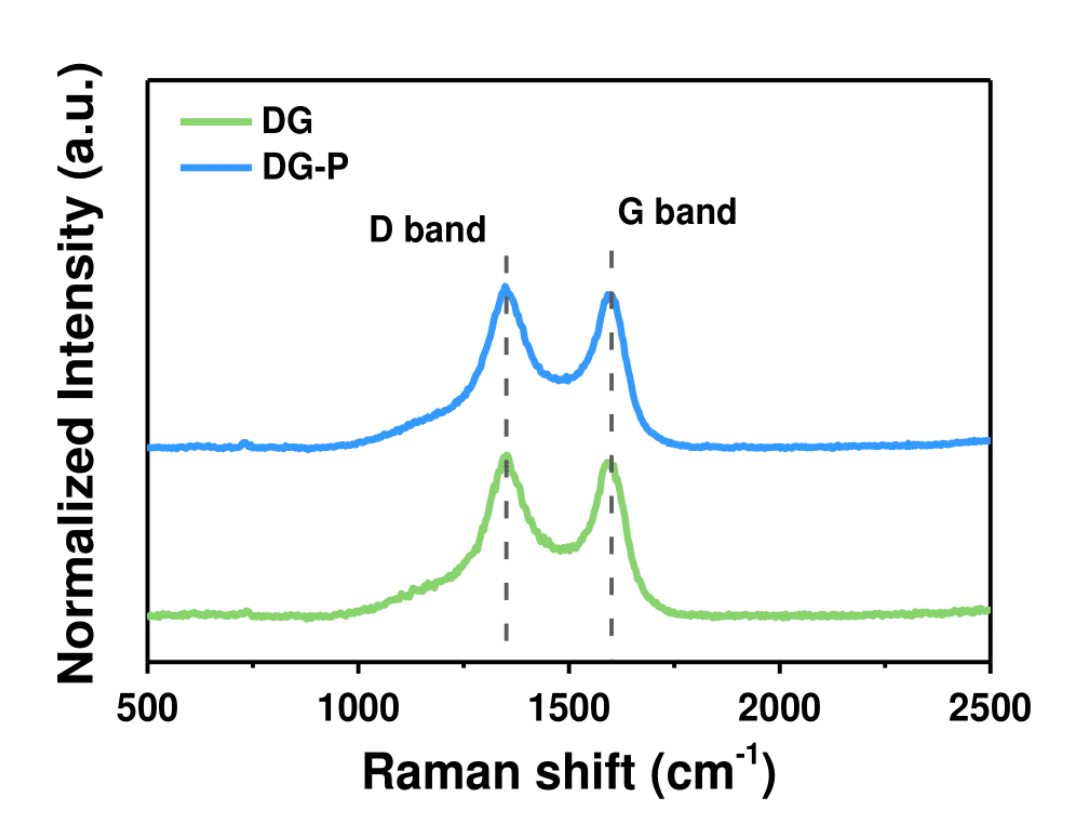 DG
DG-P
D band
G band
Normalized Intensity (a.u.)
500 1000 1500 2000 2500
Raman shift (cm⁻¹)